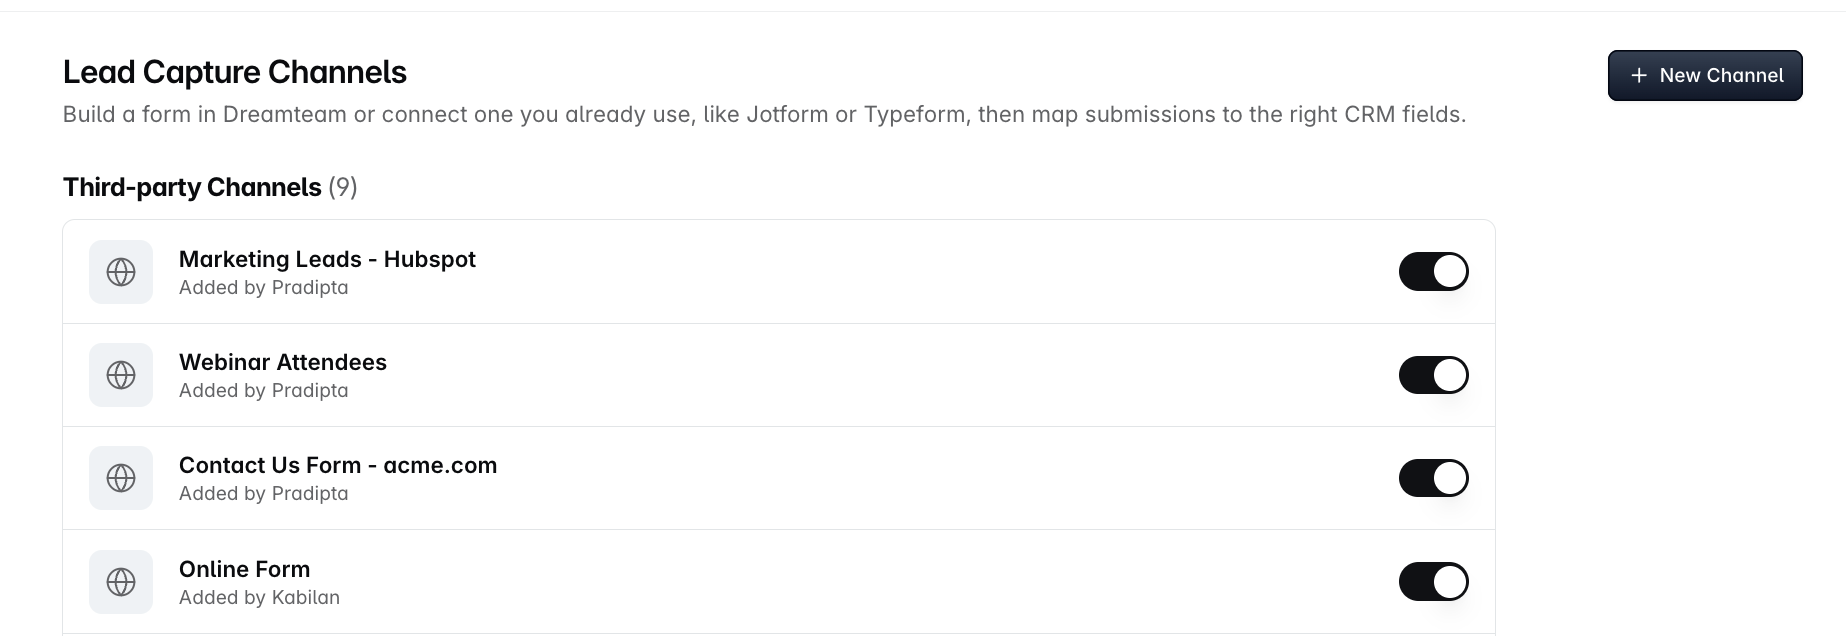 Lead Capture Channels
+ New Channel
Build a form in Dreamteam or connect one you already use, like Jotform or Typeform, then map submissions to the right CRM fields.
Third-party Channels (9)
Marketing Leads - Hubspot
Added by Pradipta
Webinar Attendees
Added by Pradipta
Contact Us Form - acme.com
Added by Pradipta
Online Form
Added by Kabilan